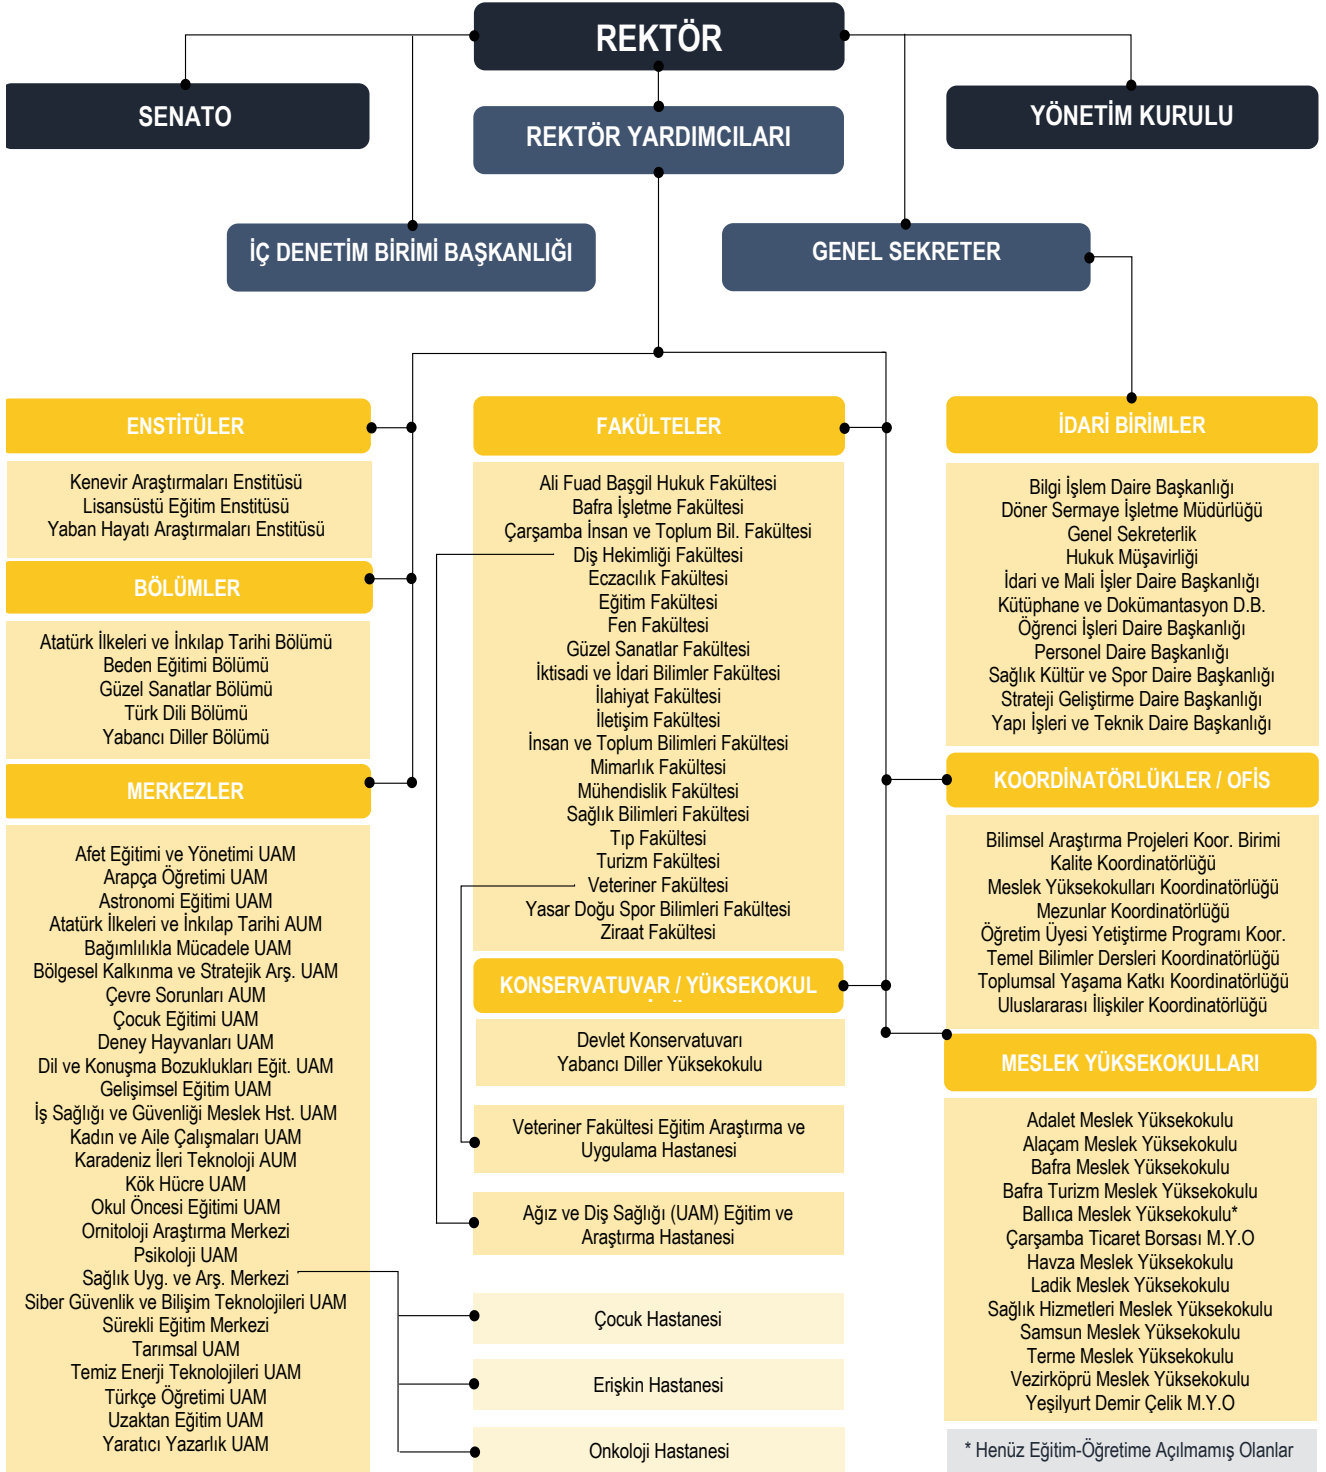 REKTÖR
SENATO
REKTÖR YARDIMCILARI
YÖNETİM KURULU
İÇ DENETİM BİRİMİ BAŞKANLIĞI
GENEL SEKRETER
ENSTİTÜLER
Kenevir Araştırmaları Enstitüsü
Lisansüstü Eğitim Enstitüsü
Yaban Hayatı Araştırmaları Enstitüsü
BÖLÜMLER
Atatürk İlkeleri ve İnkılap Tarihi Bölümü
Beden Eğitimi Bölümü
Güzel Sanatlar Bölümü
Türk Dili Bölümü
Yabancı Diller Bölümü
MERKEZLER
Afet Eğitimi ve Yönetimi UAM
Arapça Öğretimi UAM
Astronomi Eğitimi UAM
Atatürk İlkeleri ve İnkılap Tarihi AUM
Bağımlılıkla Mücadele UAM
Bölgesel Kalkınma ve Stratejik Arş. UAM
Çevre Sorunları AUM
Çocuk Eğitimi UAM
Deney Hayvanları UAM
Dil ve Konuşma Bozuklukları Eğit. UAM
Gelişimsel Eğitim UAM
İş Sağlığı ve Güvenliği Meslek Hst. UAM
Kadın ve Aile Çalışmaları UAM
Karadeniz İleri Teknoloji AUM
Kök Hücre UAM
Okul Öncesi Eğitimi UAM
Ornitoloji Araştırma Merkezi
Psikoloji UAM
Sağlık Uyg. ve Arş. Merkezi
Siber Güvenlik ve Bilişim Teknolojileri UAM
Sürekli Eğitim Merkezi
Tarımsal UAM
Temiz Enerji Teknolojileri UAM
Türkçe Öğretimi UAM
Uzaktan Eğitim UAM
Yaratıcı Yazarlık UAM
FAKÜLTELER
Ali Fuad Başgil Hukuk Fakültesi
Bafra İşletme Fakültesi
Çarşamba İnsan ve Toplum Bil. Fakültesi
Diş Hekimliği Fakültesi
Eczacılık Fakültesi
Eğitim Fakültesi
Fen Fakültesi
Güzel Sanatlar Fakültesi
İktisadi ve İdari Bilimler Fakültesi
İlahiyat Fakültesi
İletişim Fakültesi
İnsan ve Toplum Bilimleri Fakültesi
Mimarlık Fakültesi
Mühendislik Fakültesi
Sağlık Bilimleri Fakültesi
Tıp Fakültesi
Turizm Fakültesi
Veteriner Fakültesi
Yasar Doğu Spor Bilimleri Fakültesi
Ziraat Fakültesi
KONSERVATUVAR / YÜKSEKOKUL
Devlet Konservatuvarı
Yabancı Diller Yüksekokulu
Veteriner Fakültesi Eğitim Araştırma ve
Uygulama Hastanesi
Ağız ve Diş Sağlığı (UAM) Eğitim ve
Araştırma Hastanesi
Çocuk Hastanesi
Erişkin Hastanesi
Onkoloji Hastanesi
İDARİ BİRİMLER
Bilgi İşlem Daire Başkanlığı
Döner Sermaye İşletme Müdürlüğü
Genel Sekreterlik
Hukuk Müşavirliği
İdari ve Mali İşler Daire Başkanlığı
Kütüphane ve Dokümantasyon D.B.
Öğrenci İşleri Daire Başkanlığı
Personel Daire Başkanlığı
Sağlık Kültür ve Spor Daire Başkanlığı
Strateji Geliştirme Daire Başkanlığı
Yapı İşleri ve Teknik Daire Başkanlığı
KOORDİNATÖRLÜKLER / OFİS
Bilimsel Araştırma Projeleri Koor. Birimi
Kalite Koordinatörlüğü
Meslek Yüksekokulları Koordinatörlüğü
Mezunlar Koordinatörlüğü
Öğretim Üyesi Yetiştirme Programı Koor.
Temel Bilimler Dersleri Koordinatörlüğü
Toplumsal Yaşama Katkı Koordinatörlüğü
Uluslararası İlişkiler Koordinatörlüğü
MESLEK YÜKSEKOKULLARI
Adalet Meslek Yüksekokulu
Alaçam Meslek Yüksekokulu
Bafra Meslek Yüksekokulu
Bafra Turizm Meslek Yüksekokulu
Ballıca Meslek Yüksekokulu*
Çarşamba Ticaret Borsası M.Y.O
Havza Meslek Yüksekokulu
Ladik Meslek Yüksekokulu
Sağlık Hizmetleri Meslek Yüksekokulu
Samsun Meslek Yüksekokulu
Terme Meslek Yüksekokulu
Vezirköprü Meslek Yüksekokulu
Yeşilyurt Demir Çelik M.Y.O
* Henüz Eğitim-Öğretime Açılmamış Olanlar